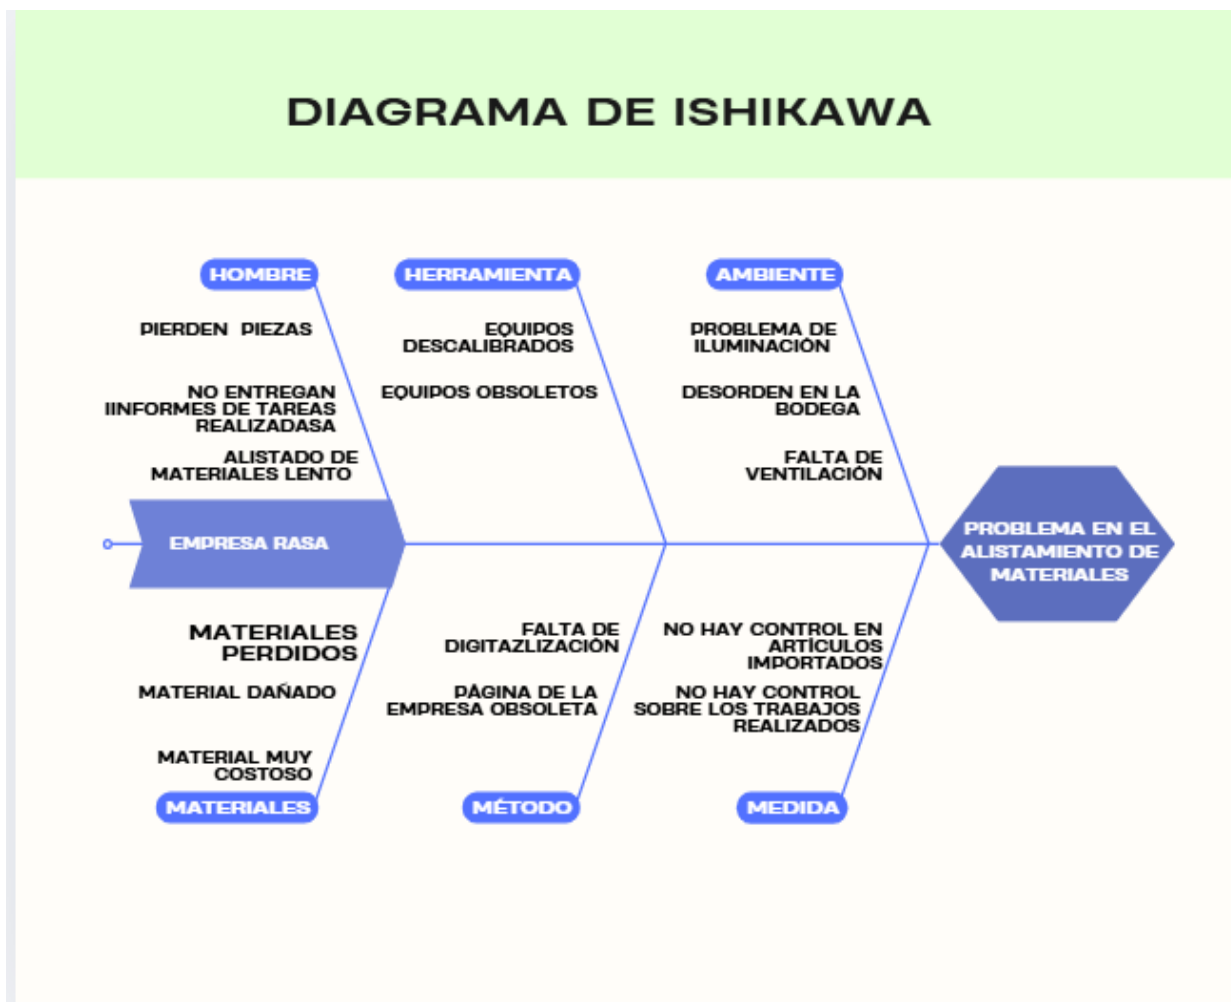 DIAGRAMA DE ISHIKAWA
HOMBRE
PIERDEN PIEZAS
NO ENTREGAN
IINFORMES DE TAREAS
REALIZADASA
ALISTADO DE
MATERIALES LENTO
HERRAMIENTA
EQUIPOS
DESCALIBRADOS
EQUIPOS OBSOLETOS
AMBIENTE
PROBLEMA DE
ILUMINACIÓN
DESORDEN EN LA
BODEGA
FALTA DE
VENTILACIÓN
EMPRESA RASA
PROBLEMA EN EL
ALISTAMIENTO DE
MATERIALES
MATERIALES
PERDIDOS
MATERIAL DAÑADO
MATERIAL MUY
COSTOSO
MATERIALES
FALTA DE
DIGITAZLIZACIÓN
PÁGINA DE LA
EMPRESA OBSOLETA
MÉTODO
NO HAY CONTROL EN
ARTÍCULOS
IMPORTADOS
NO HAY CONTROL
SOBRE LOS TRABAJOS
REALIZADOS
MEDIDA